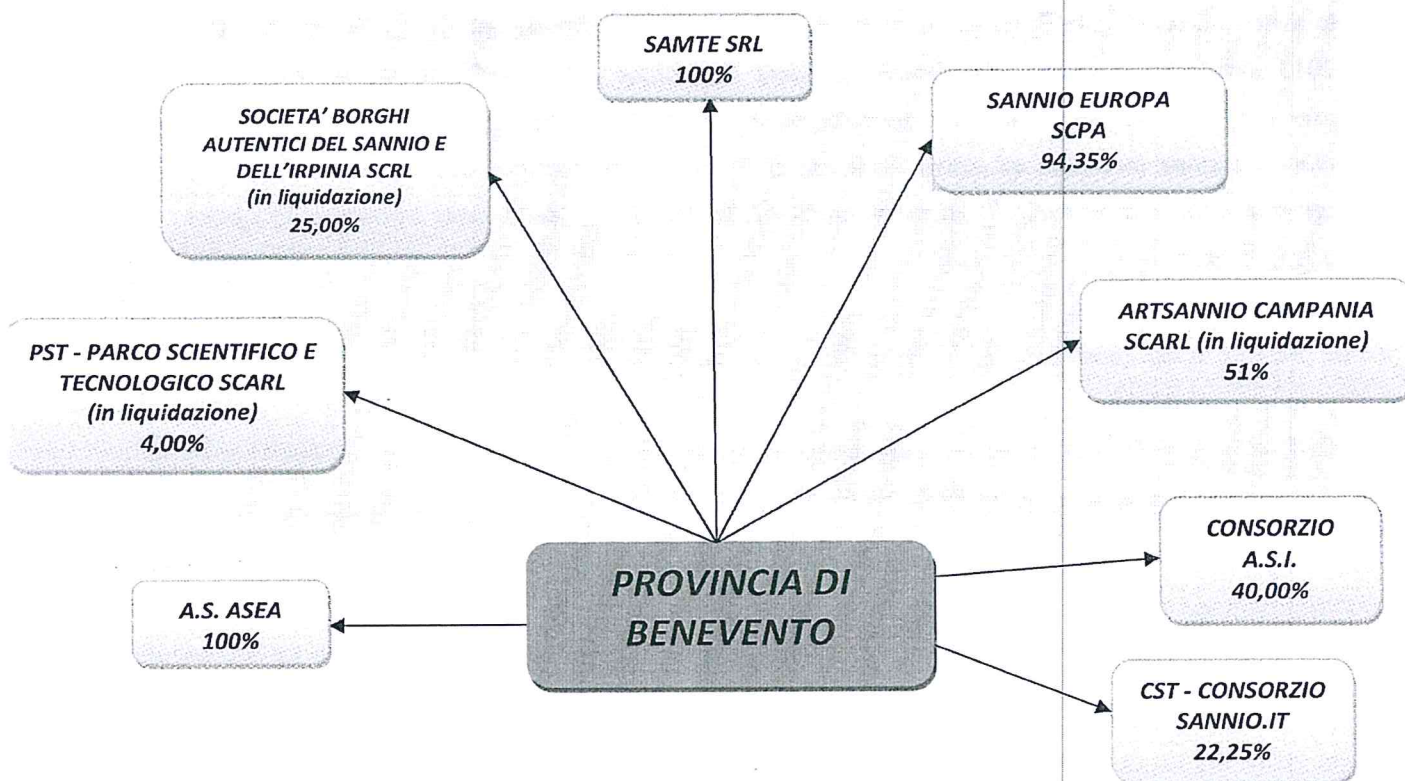 SAMTE SRL
100%
SOCIETA’ BORGHI
AUTENTICI DEL SANNIO E
DELL’IRPINIA SCRL
(in liquidazione)
25,00%
SANNIO EUROPA
SCPA
94,35%
ARTSANNIO CAMPANIA
SCARL (in liquidazione)
51%
PST - PARCO SCIENTIFICO E
TECNOLOGICO SCARL
(in liquidazione)
4,00%
CONSORZIO
A.S.I.
40,00%
PROVINCIA DI
BENEVENTO
A.S. ASEA
100%
CST - CONSORZIO
SANNIO.IT
22,25%